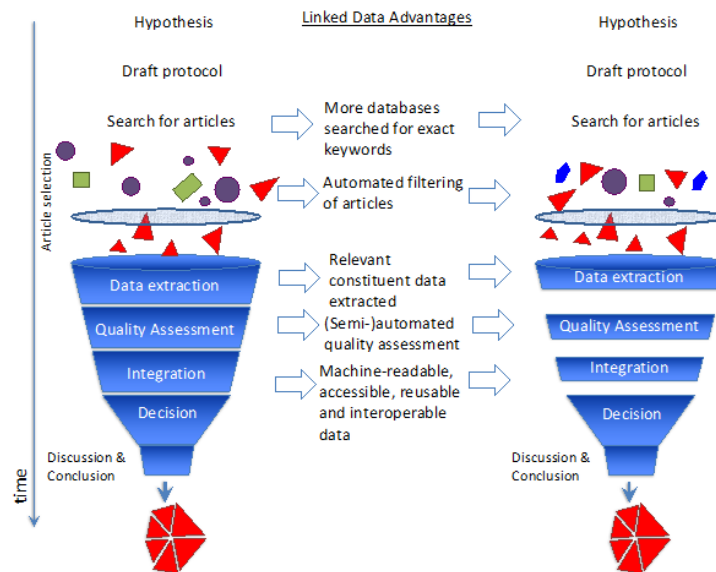 Hypothesis
Linked Data Advantages
Hypothesis
Draft protocol
Draft protocol
Search for articles
More databases
searched for exact
keywords
Search for articles
Article selection
Automated filtering
of articles
Data extraction
Relevant
constituent data
extracted
Data extraction
Quality Assessment
(Semi-)automated
quality assessment
Quality Assessment
Integration
Machine-readable,
accessible, reusable
and interoperable
data
Integration
Decision
Decision
Discussion &
Conclusion
Discussion &
Conclusion
time